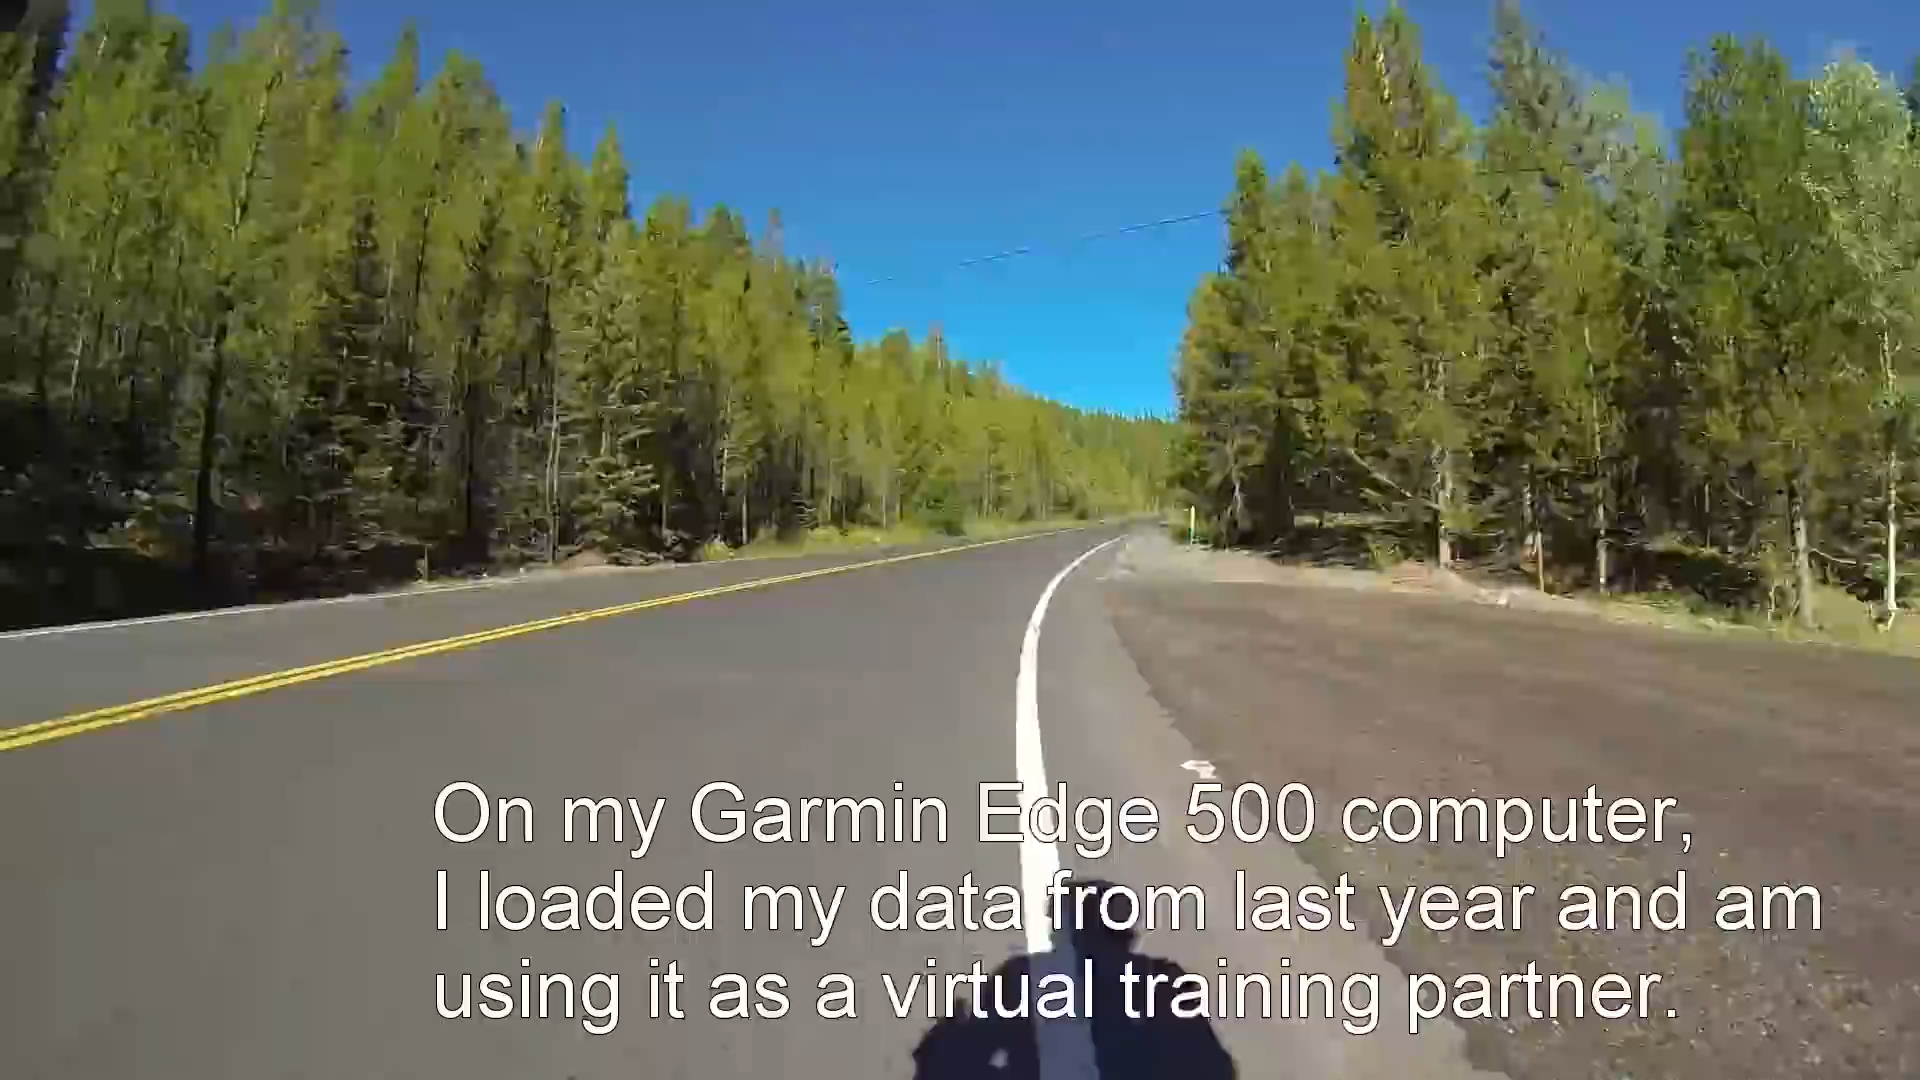 On my Garmin Edge 500 computer,
I loaded my data from last year and am
using it as a virtual training partner.